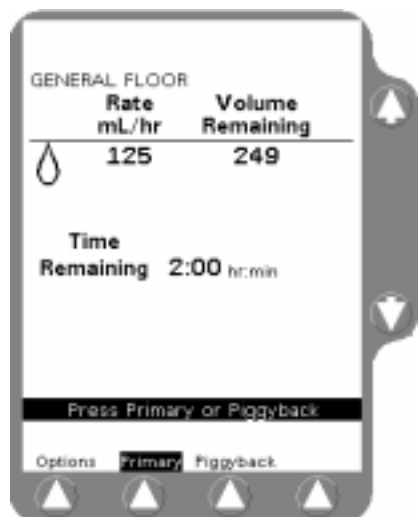 GENERAL FLOOR
Rate Volume
mL/hr Remaining
125 249
Time
Remaining 2:00 hr:min
Press Primary or Piggyback
Options Primary Piggyback